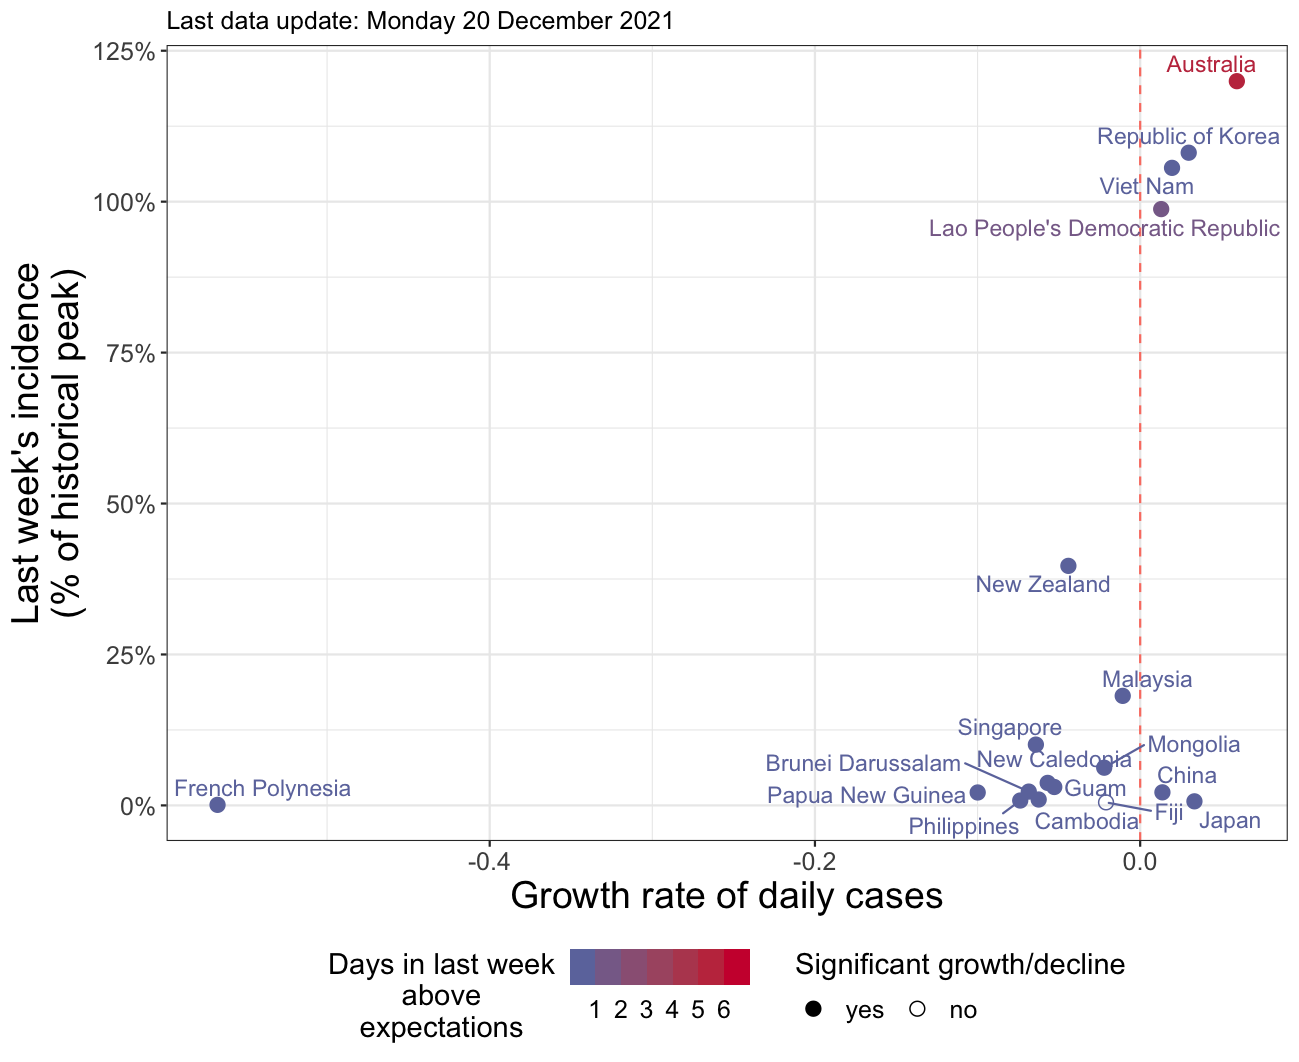 Last data update: Monday 20 December 2021
125%
100%
75%
50%
25%
0%
Last week's incidence
(% of historical peak)
Australia
Republic of Korea
Viet Nam
Lao People's Democratic Republic
New Zealand
Malaysia
Singapore
Mongolia
New Caledonia
Brunei Darussalam
China
French Polynesia
Guam
Papua New Guinea
Fiji
Japan
Cambodia
Philippines
-0.4
-0.2
0.0
Growth rate of daily cases
Days in last week
above
expectations
1 2 3 4 5 6
Significant growth/decline
yes no